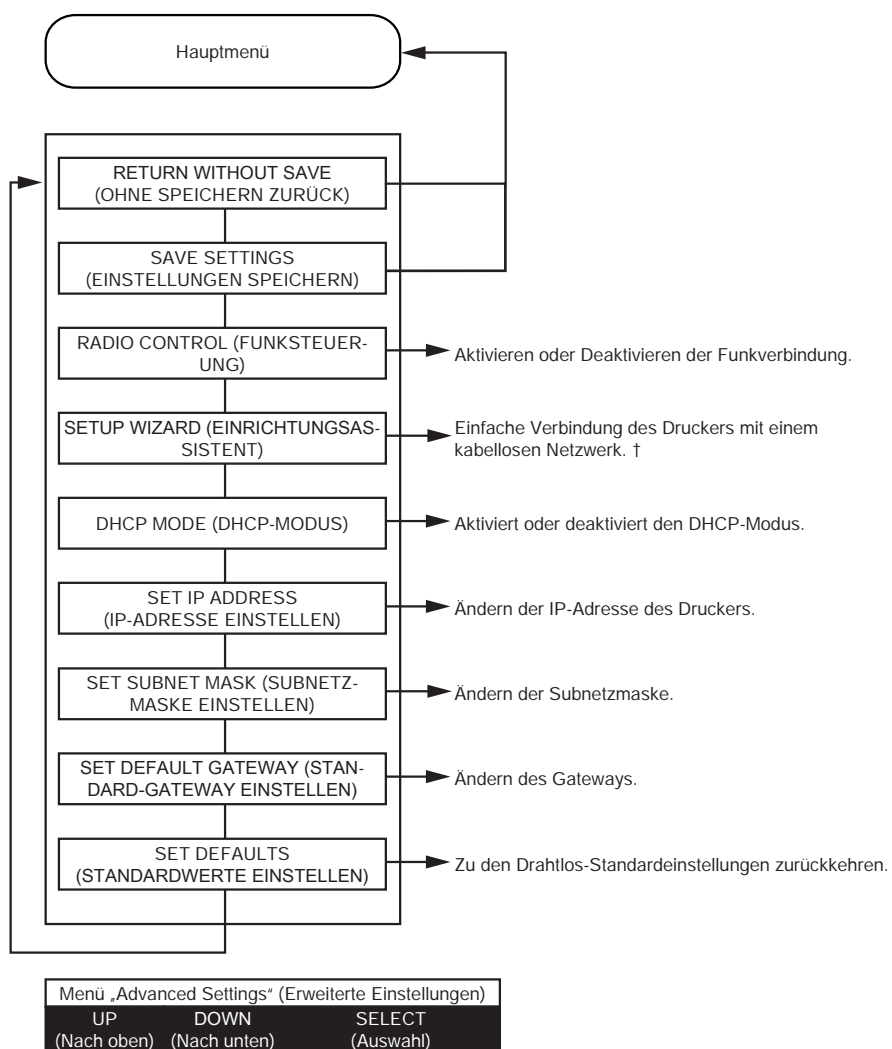 Hauptmenü
RETURN WITHOUT SAVE
(OHNE SPEICHERN ZURÜCK)
SAVE SETTINGS
(EINSTELLUNGEN SPEICHERN)
RADIO CONTROL (FUNKSTEUER-
UNG)
Aktivieren oder Deaktivieren der Funkverbindung.
SETUP WIZARD (EINRICHTUNGSAS-
SISTENT)
Einfache Verbindung des Druckers mit einem
kabellosen Netzwerk. †
DHCP MODE (DHCP-MODUS)
Aktiviert oder deaktiviert den DHCP-Modus.
SET IP ADDRESS
(IP-ADRESSE EINSTELLEN)
Ändern der IP-Adresse des Druckers.
SET SUBNET MASK (SUBNETZ-
MASKE EINSTELLEN)
Ändern der Subnetzmaske.
SET DEFAULT GATEWAY (STAN-
DARD-GATEWAY EINSTELLEN)
Ändern des Gateways.
SET DEFAULTS
(STANDARDWERTE EINSTELLEN)
Zu den Drahtlos-Standardeinstellungen zurückkehren.
Menü „Advanced Settings“ (Erweiterte Einstellungen)
UP DOWN SELECT
(Nach oben) (Nach unten) (Auswahl)